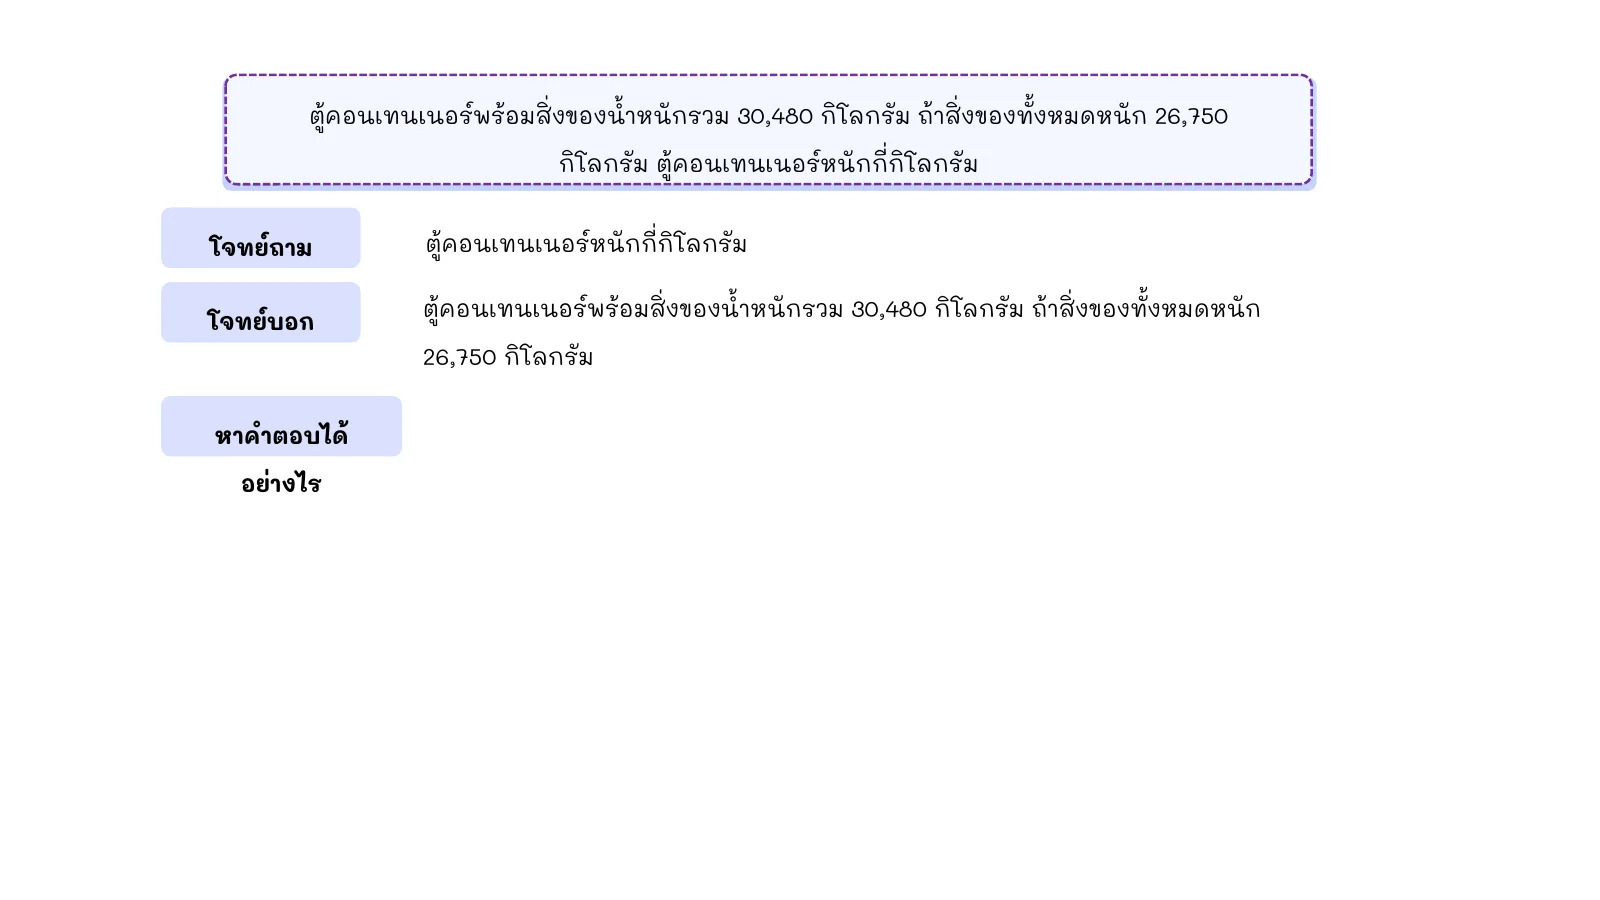 ตู้คอนเทนเนอร์พร้อมสิ่งของน้ำหนักรวม 30,480 กิโลกรัม ถ้าสิ่งของทั้งหมดหนัก 26,750
กิโลกรัม ตู้คอนเทนเนอร์หนักกี่กิโลกรัม
โจทย์ถาม
ตู้คอนเทนเนอร์หนักกี่กิโลกรัม
โจทย์บอก
ตู้คอนเทนเนอร์พร้อมสิ่งของน้ำหนักรวม 30,480 กิโลกรัม ถ้าสิ่งของทั้งหมดหนัก
26,750 กิโลกรัม
หาคำตอบได้
อย่างไร